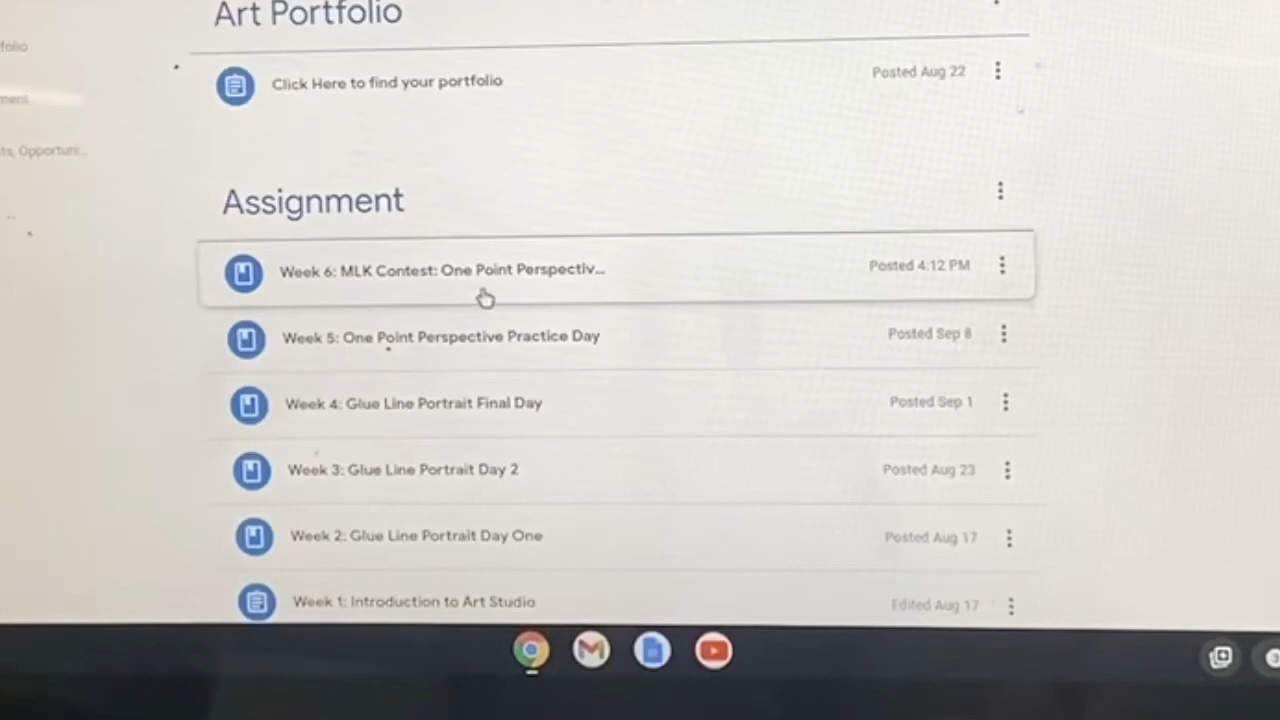 Art Portfolio
folio
Click Here to find your portfolio
Posted Aug 22
ts, Opportuni...
Assignment
Week 6: MLK Contest: One Point Perspectiv...
Posted 4:12 PM
Week 5: One Point Perspective Practice Day
Posted Sep 8
Week 4: Glue Line Portrait Final Day
Posted Sep 1
Week 3: Glue Line Portrait Day 2
Posted Aug 23
Week 2: Glue Line Portrait Day One
Posted Aug 17
Week 1: Introduction to Art Studio
Edited Aug 17